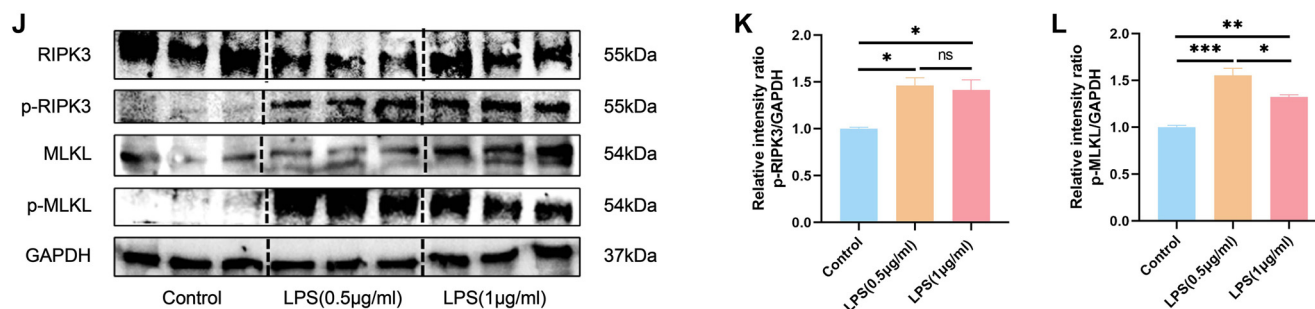 J
RIPK3
55kDa
p-RIPK3
55kDa
MLKL
54kDa
p-MLKL
54kDa
GAPDH
37kDa
Control
LPS(0.5μg/ml)
LPS(1μg/ml)
K
Relative intensity ratio
p-RIPK3/GAPDH
2.0
1.5
1.0
0.5
0.0
*
*
ns
Control
LPS(0.5μg/ml)
LPS(1μg/ml)
L
Relative intensity ratio
p-MLKL/GAPDH
2.0
1.5
1.0
0.5
0.0
**
***
*
Control
LPS(0.5μg/ml)
LPS(1μg/ml)